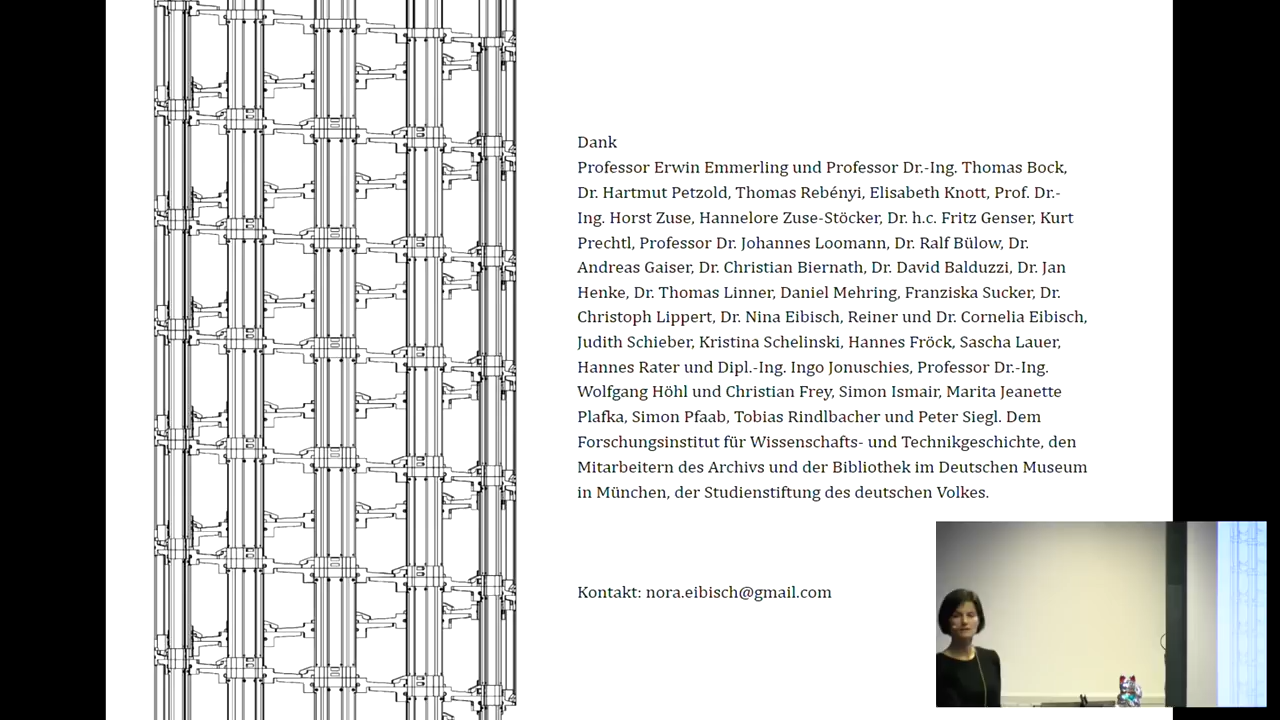 Dank
Professor Erwin Emmerling und Professor Dr.-Ing. Thomas Bock,
Dr. Hartmut Petzold, Thomas Rebényi, Elisabeth Knott, Prof. Dr.-
Ing. Horst Zuse, Hannelore Zuse-Stöcker, Dr. h.c. Fritz Genser, Kurt
Prechtl, Professor Dr. Johannes Loomann, Dr. Ralf Bülow, Dr.
Andreas Gaiser, Dr. Christian Biernath, Dr. David Balduzzi, Dr. Jan
Henke, Dr. Thomas Linner, Daniel Mehring, Franziska Sucker, Dr.
Christoph Lippert, Dr. Nina Eibisch, Reiner und Dr. Cornelia Eibisch,
Judith Schieber, Kristina Schelinski, Hannes Fröck, Sascha Lauer,
Hannes Rater und Dipl.-Ing. Ingo Jonuschies, Professor Dr.-Ing.
Wolfgang Höhl und Christian Frey, Simon Ismair, Marita Jeanette
Plafka, Simon Pfaab, Tobias Rindlbacher und Peter Siegl. Dem
Forschungsinstitut für Wissenschafts- und Technikgeschichte, den
Mitarbeitern des Archivs und der Bibliothek im Deutschen Museum
in München, der Studienstiftung des deutschen Volkes.
Kontakt: nora.eibisch@gmail.com